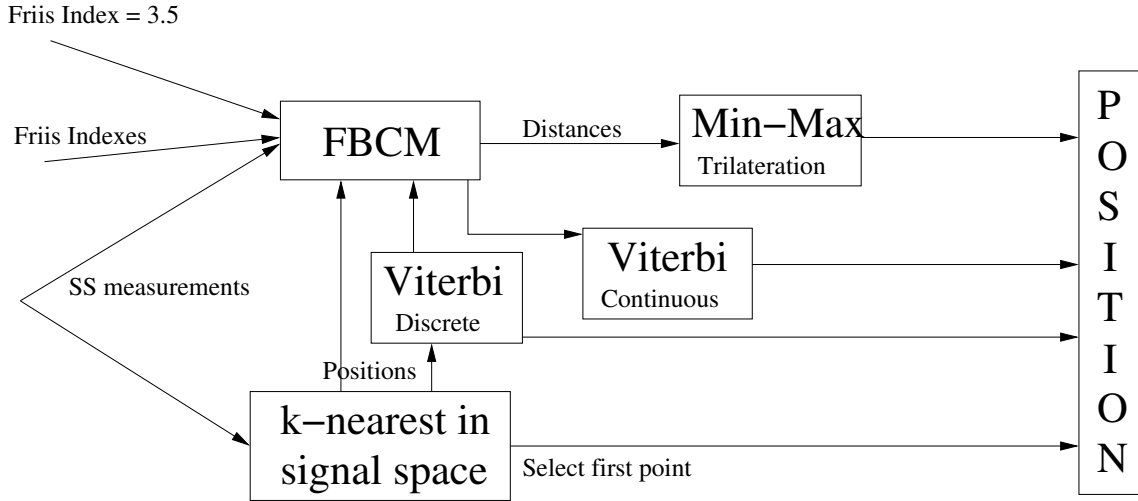 Friis Index = 3.5
Friis Indexes
FBCM
Distances
Min−Max
Trilateration
SS measurements
Viterbi
Discrete
Viterbi
Continuous
Positions
k−nearest in
signal space
Select first point
POSITION